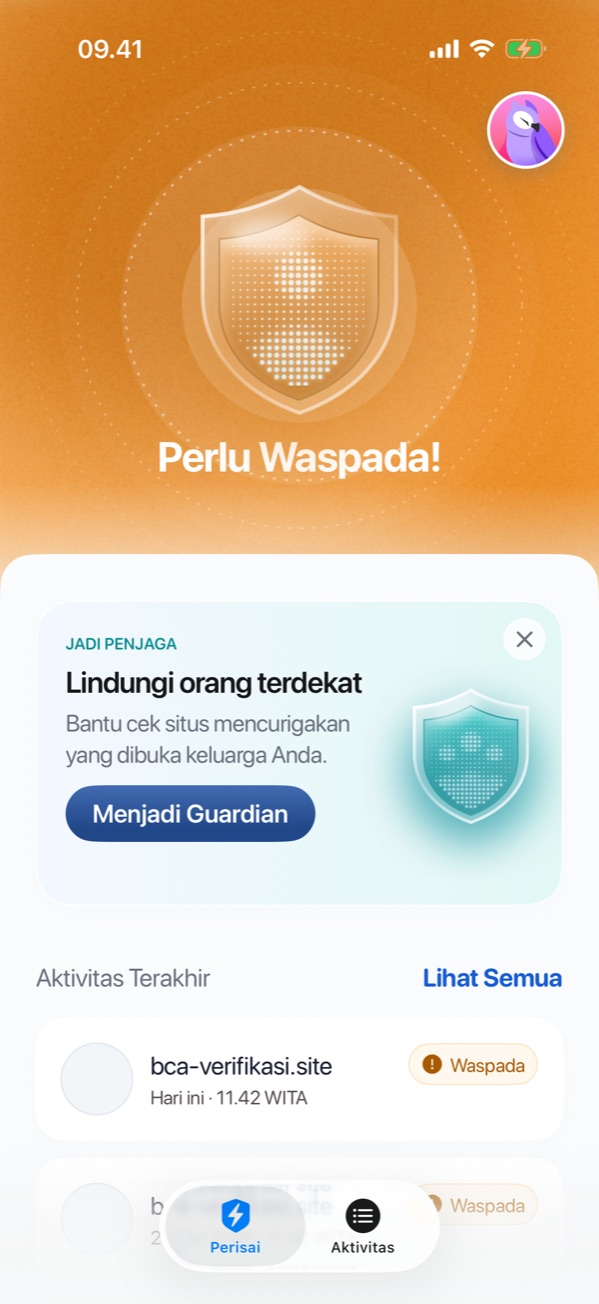 09.41
Perlu Waspada!
JADI PENJAGA
Lindungi orang terdekat
Bantu cek situs mencurigakan
yang dibuka keluarga Anda.
Menjadi Guardian
Aktivitas Terakhir
Lihat Semua
bca-verifikasi.site
Waspada
Hari ini · 11.42 WITA
Waspada
Perisai
Aktivitas